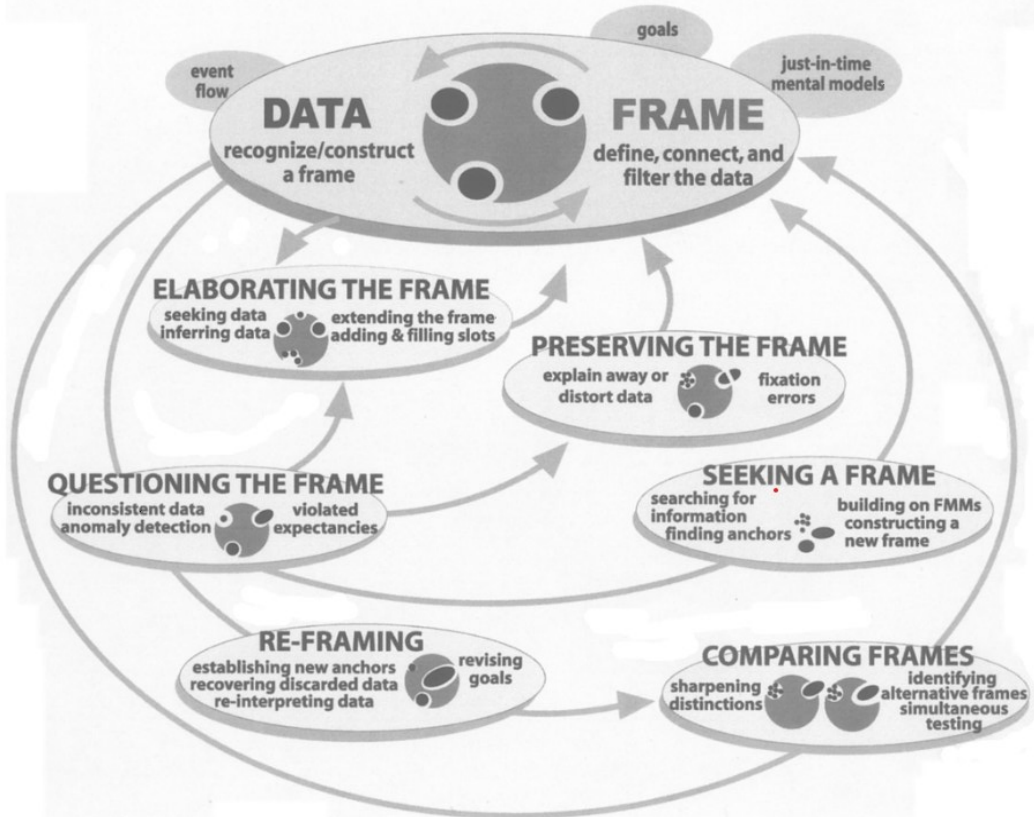 goals
event
flow
just-in-time
mental models
DATA
recognize/construct
a frame
FRAME
define, connect, and
filter the data
ELABORATING THE FRAME
seeking data
inferring data
extending the frame
adding & filling slots
PRESERVING THE FRAME
explain away or
distort data
fixation
errors
QUESTIONING THE FRAME
inconsistent data
anomaly detection
violated
expectancies
SEEKING A FRAME
searching for
information
finding anchors
building on FMMs
constructing a
new frame
RE-FRAMING
establishing new anchors
recovering discarded data
re-interpreting data
revising
goals
COMPARING FRAMES
sharpening
distinctions
identifying
alternative frames
simultaneous
testing